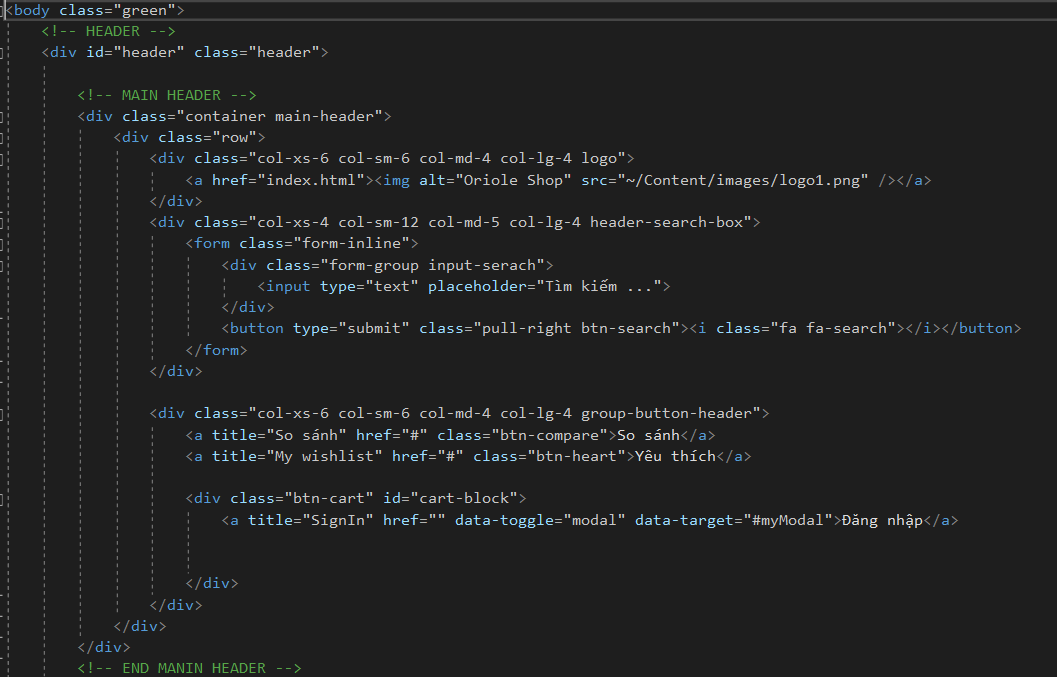 <body class="green">
<!-- HEADER -->
<div id="header" class="header">
<!-- MAIN HEADER -->
<div class="container main-header">
<div class="row">
<div class="col-xs-6 col-sm-6 col-md-4 col-lg-4 logo">
<a href="index.html"><img alt="Oriole Shop" src="~/Content/images/logo1.png" /></a>
</div>
<div class="col-xs-4 col-sm-12 col-md-5 col-lg-4 header-search-box">
<form class="form-inline">
<div class="form-group input-serach">
<input type="text" placeholder="Tìm kiếm ...">
</div>
<button type="submit" class="pull-right btn-search"><i class="fa fa-search"></i></button>
</form>
</div>
<div class="col-xs-6 col-sm-6 col-md-4 col-lg-4 group-button-header">
<a title="So sánh" href="#" class="btn-compare">So sánh</a>
<a title="My wishlist" href="#" class="btn-heart">Yêu thích</a>
<div class="btn-cart" id="cart-block">
<a title="SignIn" href="" data-toggle="modal" data-target="#myModal">Đăng nhập</a>
</div>
</div>
</div>
</div>
<!-- END MANIN HEADER -->